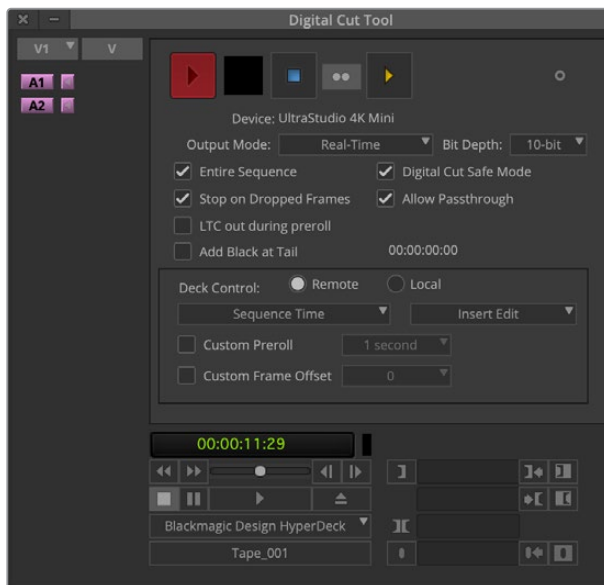 Digital Cut Tool
V1 V
A1
A2
Device: UltraStudio 4K Mini
Output Mode: Real-Time Bit Depth: 10-bit
Entire Sequence Digital Cut Safe Mode
Stop on Dropped Frames Allow Passthrough
LTC out during preroll
Add Black at Tail 00:00:00:00
Deck Control: Remote Local
Sequence Time Insert Edit
Custom Preroll 1 second
Custom Frame Offset 0
00:00:11:29
Blackmagic Design HyperDeck
Tape_001